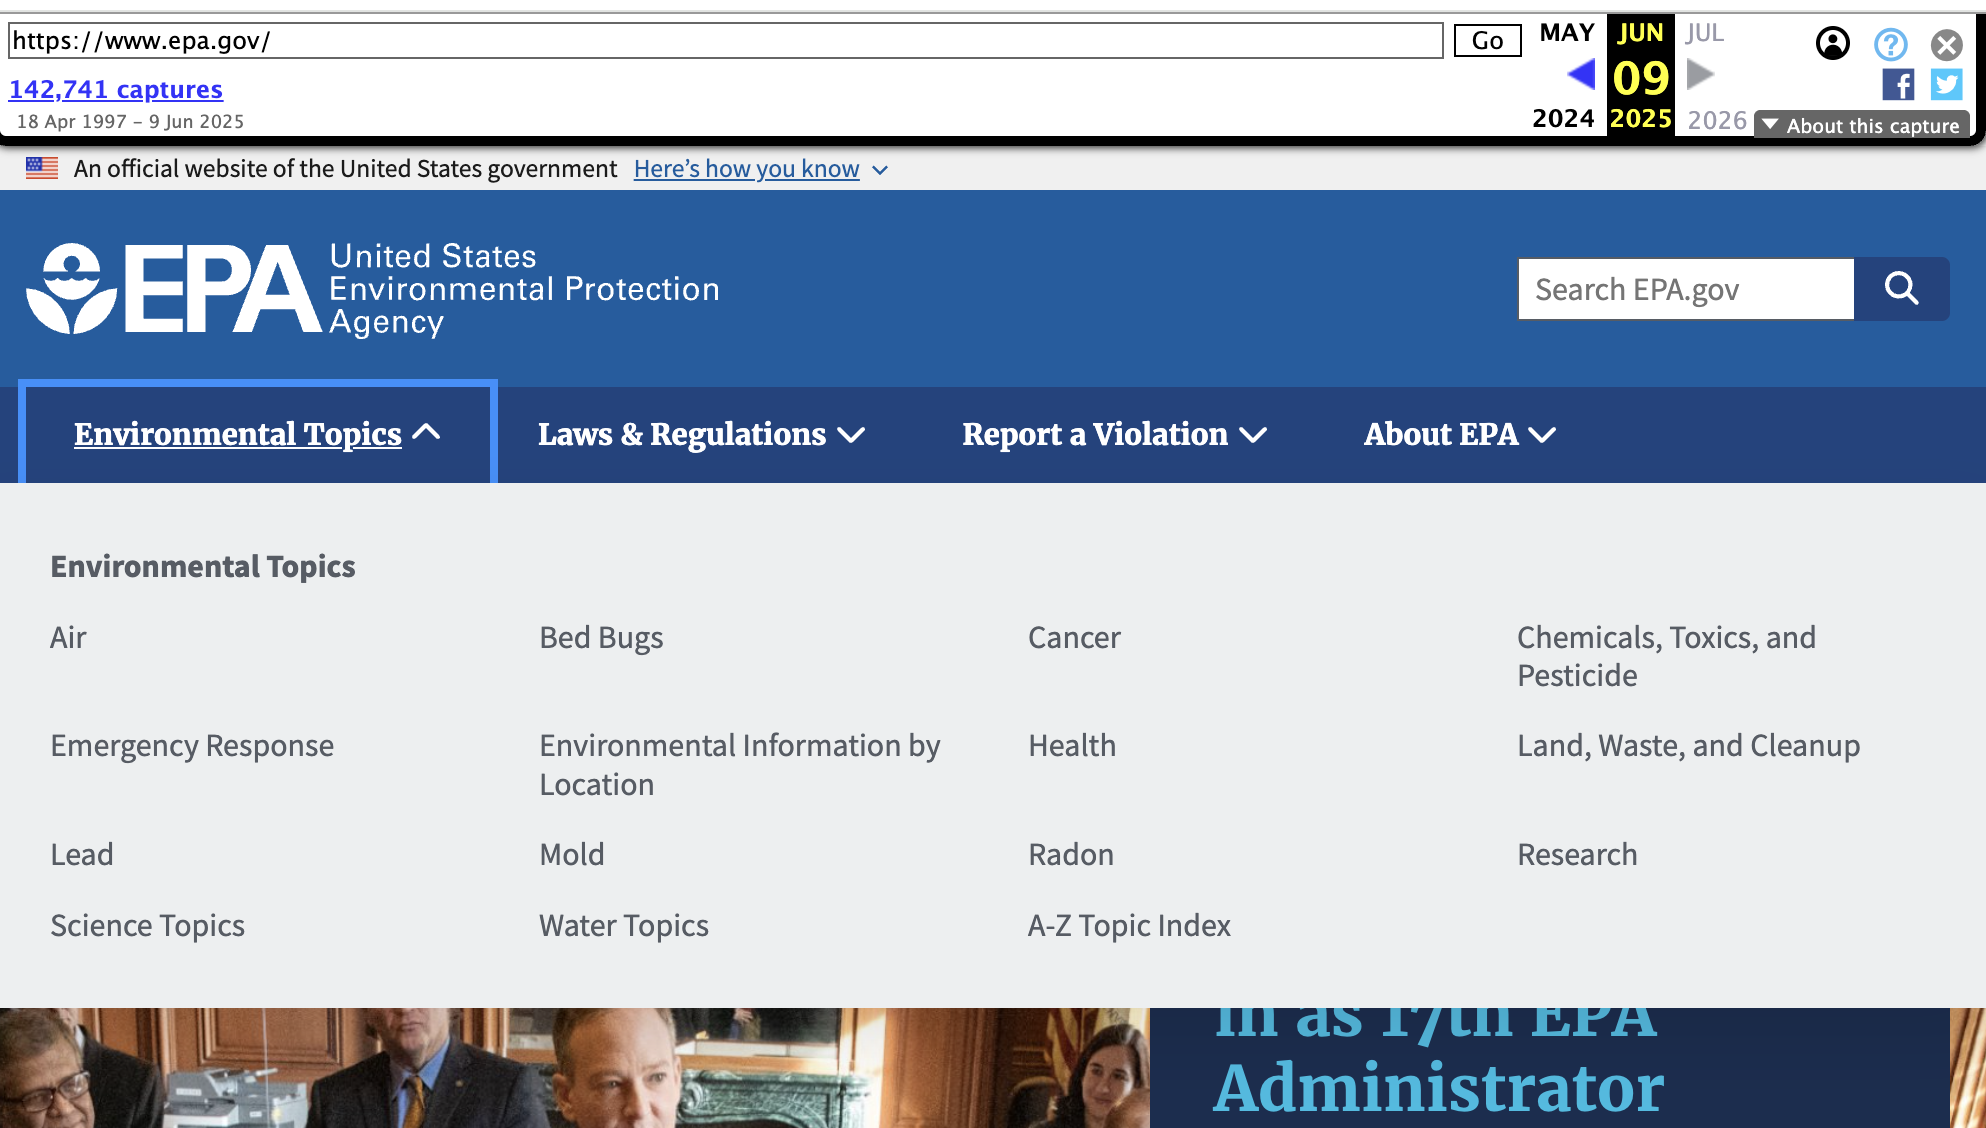 https://www.epa.gov/
Go
MAY
JUN
JUL
09
142,741 captures
18 Apr 1997 – 9 Jun 2025
2024
2025
2026
f
About this capture
An official website of the United States government Here’s how you know
EPA
United States
Environmental Protection
Agency
Search EPA.gov
Environmental Topics
Laws & Regulations
Report a Violation
About EPA
Environmental Topics
Air
Bed Bugs
Cancer
Chemicals, Toxics, and
Pesticide
Emergency Response
Environmental Information by
Location
Health
Land, Waste, and Cleanup
Lead
Mold
Radon
Research
Science Topics
Water Topics
A-Z Topic Index
in as 17th EPA
Administrator